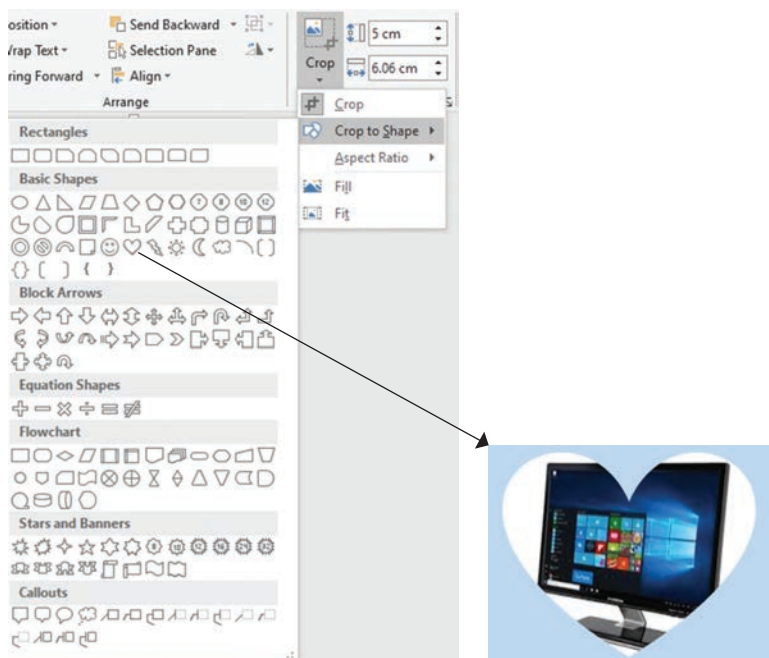 osition
Send Backward
5 cm
Wrap Text
Selection Pane
Crop
6.06 cm
ring Forward
Align
Arrange
Crop
Crop to Shape
Aspect Ratio
Fill
Fit
Rectangles
Basic Shapes
Block Arrows
Equation Shapes
Flowchart
Stars and Banners
Callouts